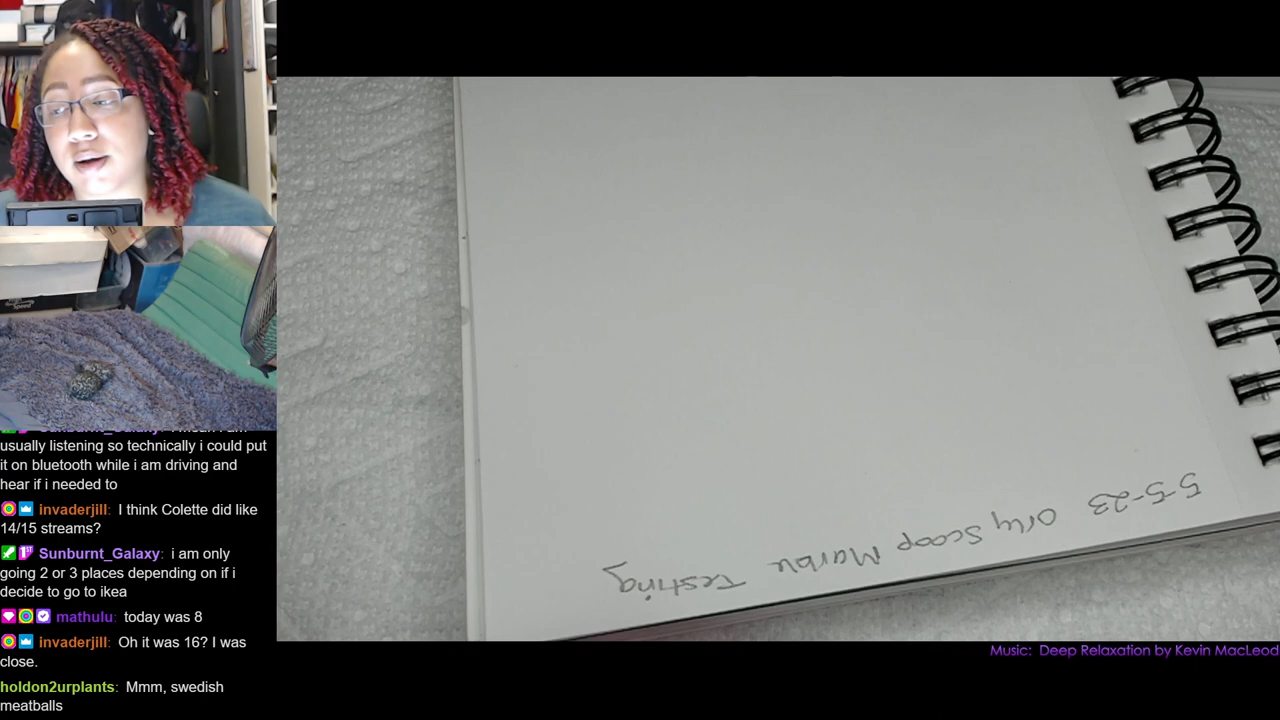 usually listening so technically i could put
it on bluetooth while i am driving and
hear if i needed to
invaderjill: I think Colette did like
14/15 streams?
Sunburnt_Galaxy: i am only
going 2 or 3 places depending on if i
decide to go to ikea
mathulu: today was 8
invaderjill: Oh it was 16? I was
close.
holdon2urplants: Mmm, swedish
meatballs
5-5-23 Orly Scoop Marble Testing
Music: Deep Relaxation by Kevin MacLeod